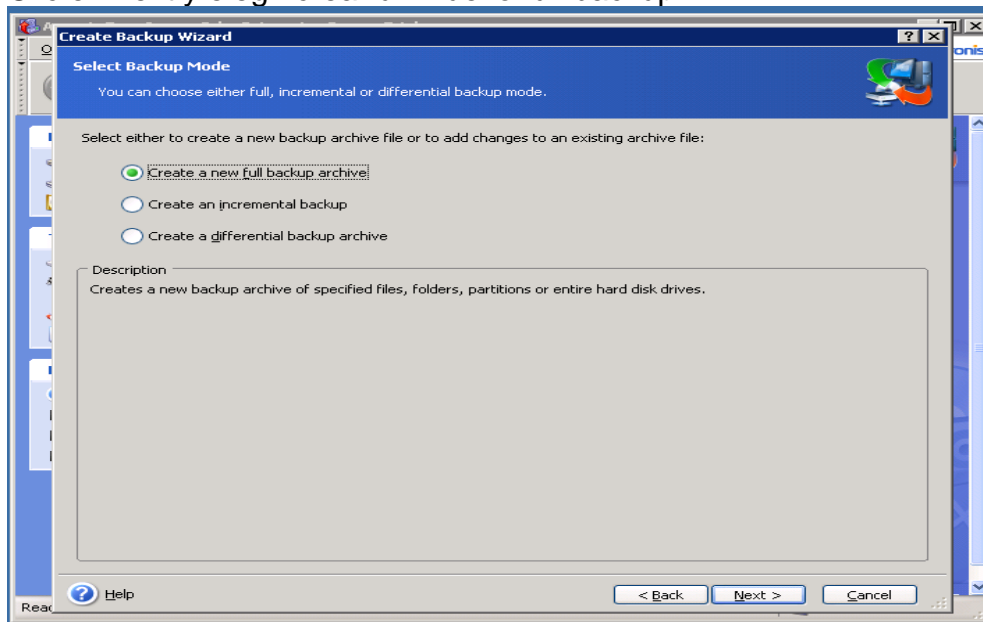 Create Backup Wizard
Select Backup Mode
You can choose either full, incremental or differential backup mode.
Select either to create a new backup archive file or to add changes to an existing archive file:
Create a new full backup archive
Create an incremental backup
Create a differential backup archive
Description
Creates a new backup archive of specified files, folders, partitions or entire hard disk drives.
Help
< Back
Next >
Cancel